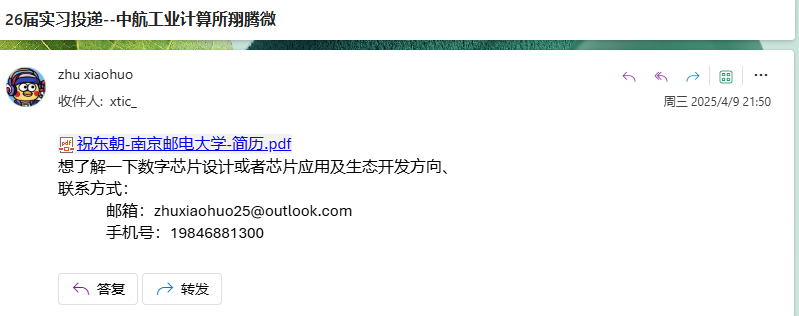 26届实习投递--中航工业计算所翔腾微
zhu xiaohuo
收件人: xtic_
周三 2025/4/9 21:50
祝东朝-南京邮电大学-简历.pdf
想了解一下数字芯片设计或者芯片应用及生态开发方向、
联系方式：
邮箱：zhuxiaohuo25@outlook.com
手机号：19846881300
答复
转发